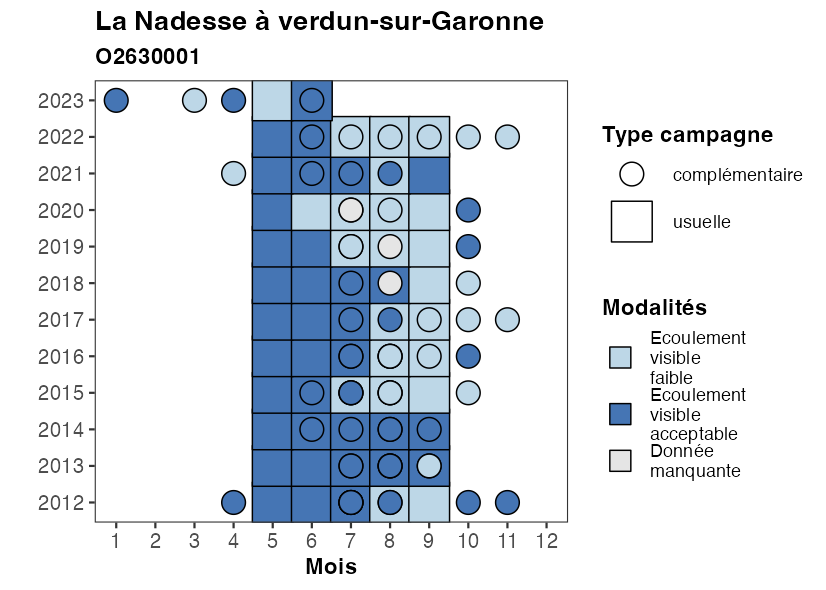 La Nadesse à verdun-sur-Garonne
O2630001
2023
2022
2021
2020
2019
2018
2017
2016
2015
2014
2013
2012
1 2 3 4 5 6 7 8 9 10 11 12
Mois
Type campagne
complémentaire
usuelle
Modalités
Ecoulement
visible
faible
Ecoulement
visible
acceptable
Donnée
manquante